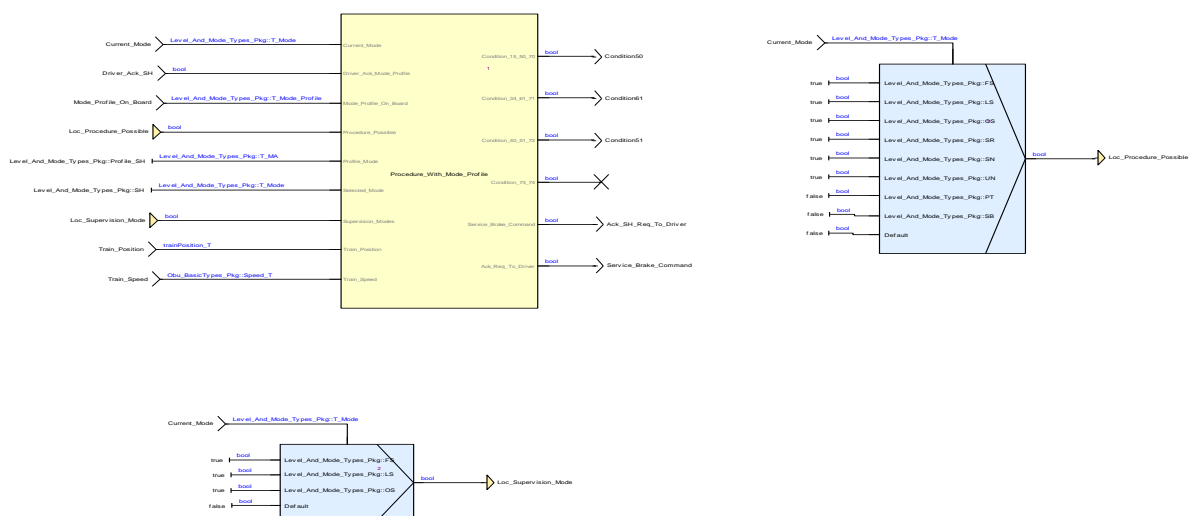 Current_Mode Level_And_Mode_Types_Pkg::T_Mode Current_Mode
Driver_Ack_SH bool Driver_Ack_Mode_Profile
Mode_Profile_On_Board Level_And_Mode_Types_Pkg::T_Mode_Profile Mode_Profile_On_Board
Loc_Procedure_Possible bool Procedure_Possible
Level_And_Mode_Types_Pkg::Profile_SH Level_And_Mode_Types_Pkg::T_MA Profile_Mode
Level_And_Mode_Types_Pkg::SH Level_And_Mode_Types_Pkg::T_Mode Selected_Mode
Loc_Supervision_Mode bool Supervision_Modes
Train_Position trainPosition_T Train_Position
Train_Speed Obu_BasicTypes_Pkg::Speed_T Train_Speed
1
Procedure_With_Mode_Profile
Condition_15_50_70 bool Condition50
bool Condition61
bool Condition51
bool
Service_Brake_Command bool Ack_SH_Req_To_Driver
Ack_Req_To_Driver bool Service_Brake_Command
Current_Mode Level_And_Mode_Types_Pkg::T_Mode
true bool Level_And_Mode_Types_Pkg::FS
true bool Level_And_Mode_Types_Pkg::LS
true bool Level_And_Mode_Types_Pkg::OS
true bool Level_And_Mode_Types_Pkg::SR
true bool Level_And_Mode_Types_Pkg::SN
true bool Level_And_Mode_Types_Pkg::UN
false bool Level_And_Mode_Types_Pkg::PT
false bool Level_And_Mode_Types_Pkg::SB
false bool Default
bool Loc_Procedure_Possible
Current_Mode Level_And_Mode_Types_Pkg::T_Mode
true bool Level_And_Mode_Types_Pkg::FS
2
true bool Level_And_Mode_Types_Pkg::LS
true bool Level_And_Mode_Types_Pkg::OS
false bool Default
bool Loc_Supervision_Mode